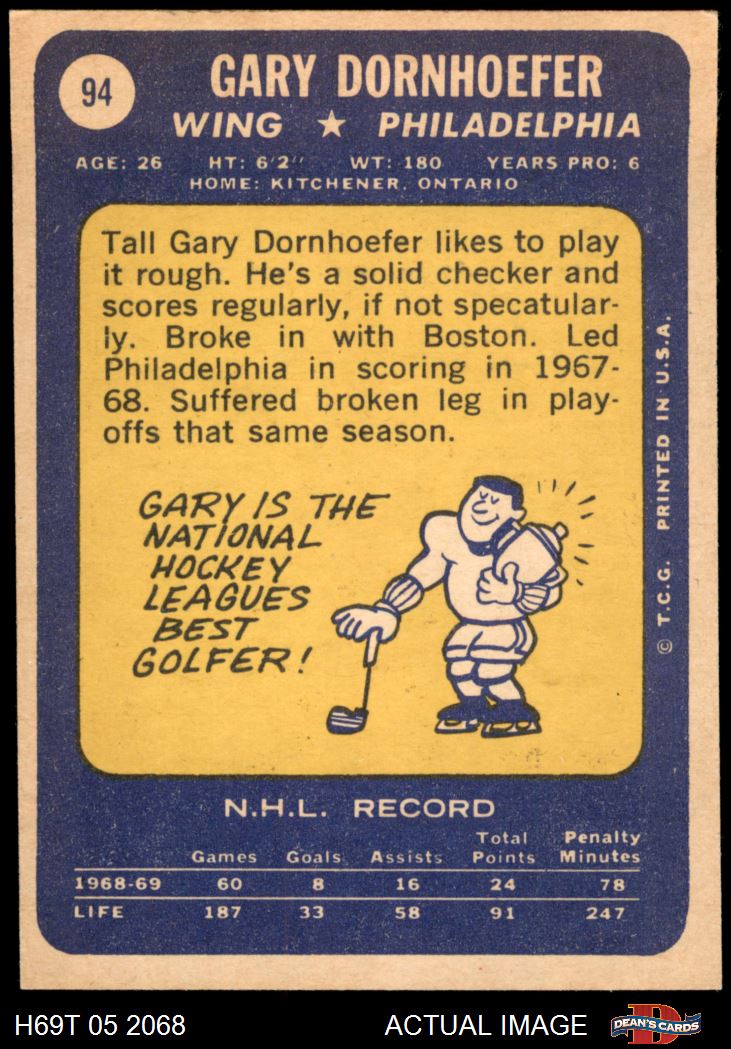 94
GARY DORNHOEFER
WING ★ PHILADELPHIA
AGE: 26 HT: 6'2" WT: 180 YEARS PRO: 6
HOME: KITCHENER, ONTARIO
Tall Gary Dornhoefer likes to play
it rough. He's a solid checker and
scores regularly, if not specatular-
ly. Broke in with Boston. Led
Philadelphia in scoring in 1967-
68. Suffered broken leg in play-
offs that same season.
GARY IS THE
NATIONAL
HOCKEY
LEAGUES
BEST
GOLFER!
© T.C.G. PRINTED IN U.S.A.
N.H.L. RECORD
Games Goals Assists Total Points Penalty Minutes
1968-69 60 8 16 24 78
LIFE 187 33 58 91 247
H69T 05 2068 ACTUAL IMAGE
D
DEAN'S CARDS